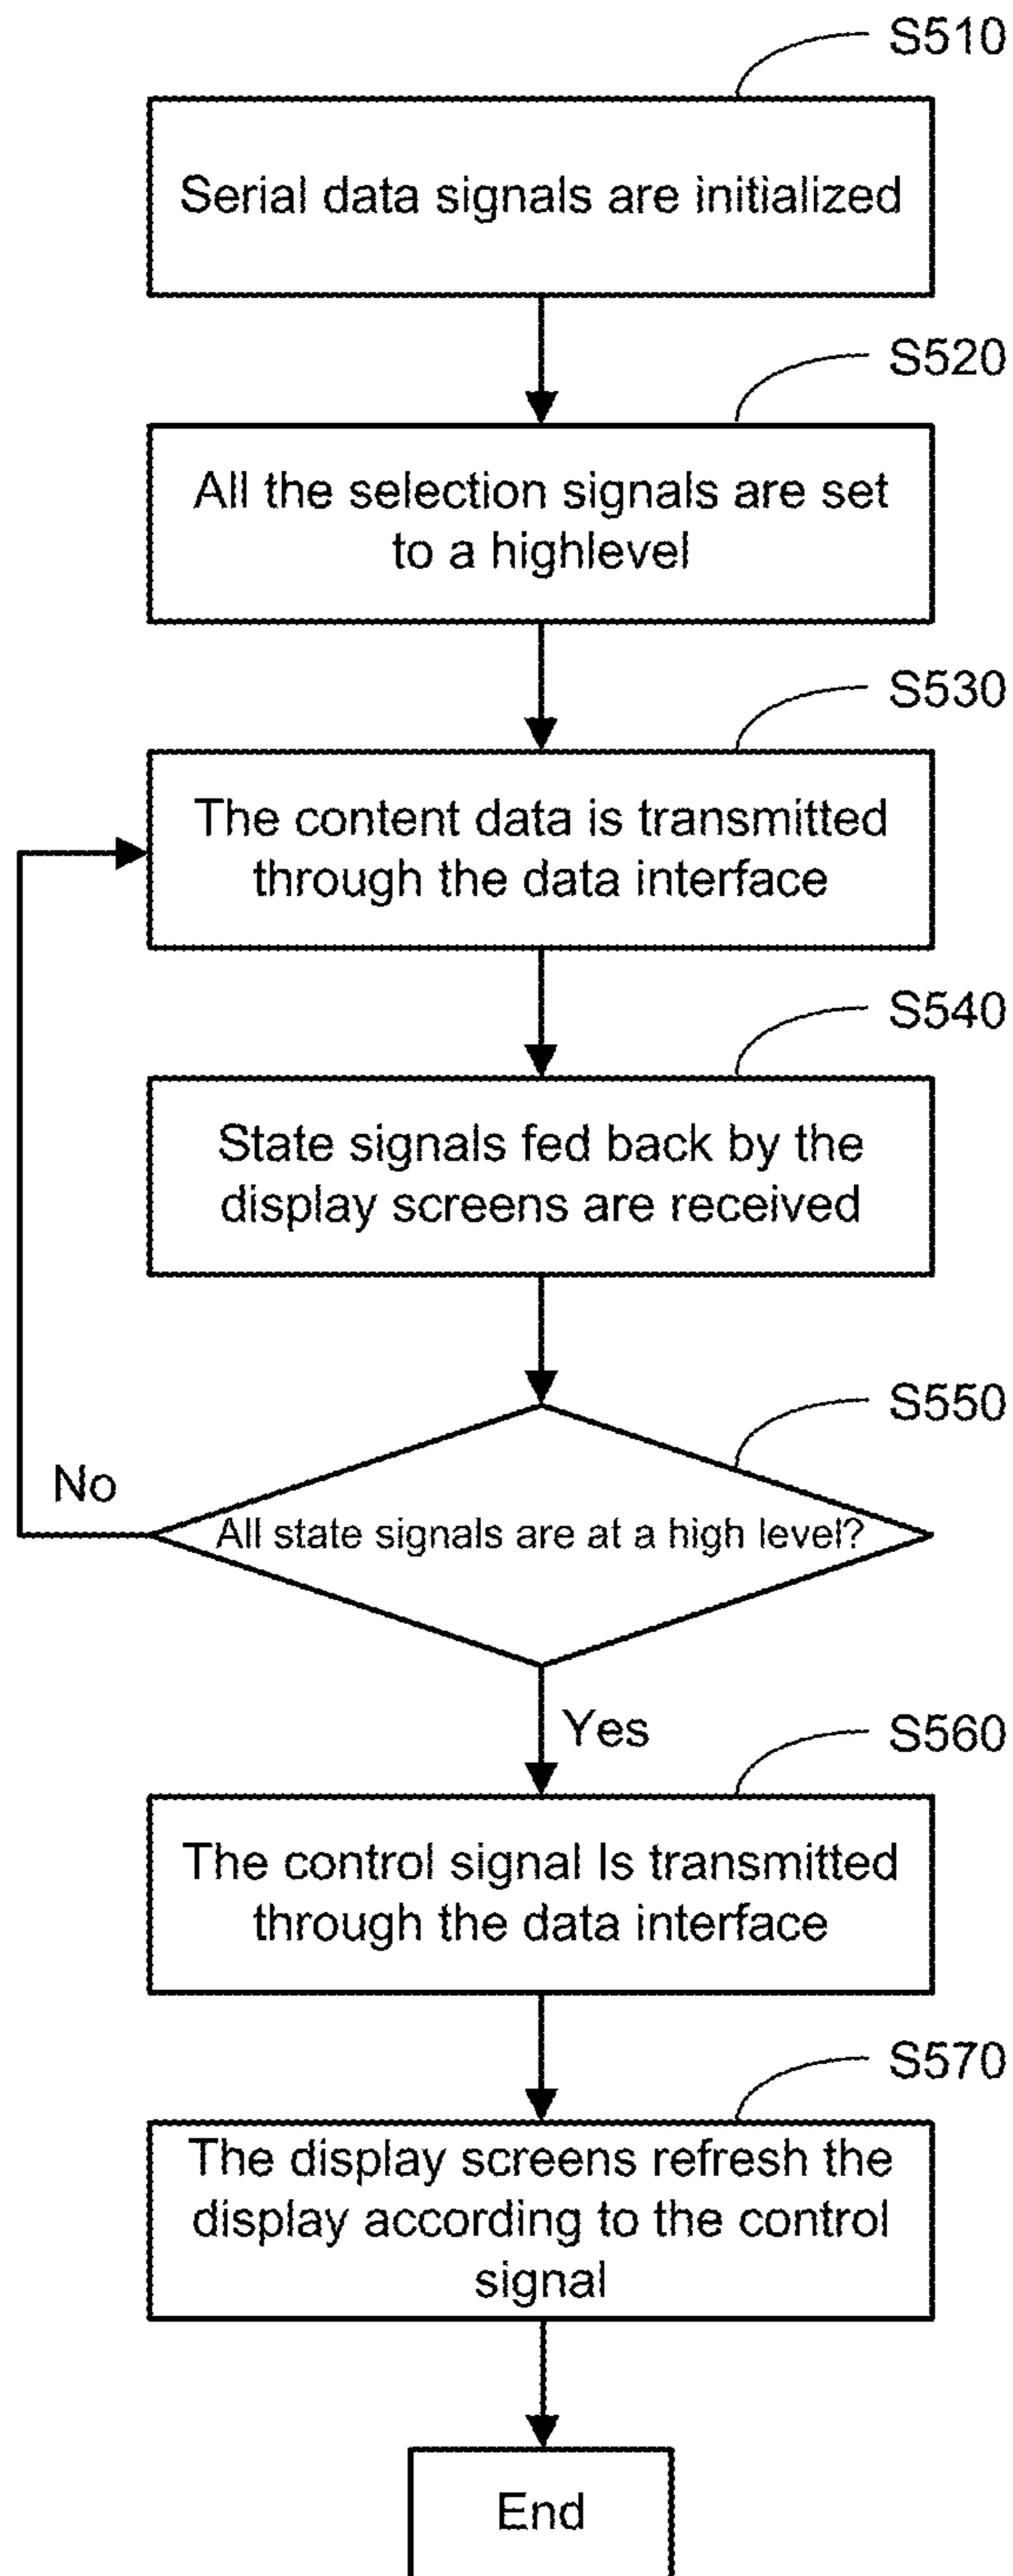 S510
Serial data signals are initialized
S520
All the selection signals are set
to a highlevel
S530
The content data is transmitted
through the data interface
S540
State signals fed back by the
display screens are received
S550
No
All state signals are at a high level?
Yes
S560
The control signal Is transmitted
through the data interface
S570
The display screens refresh the
display according to the control
signal
End